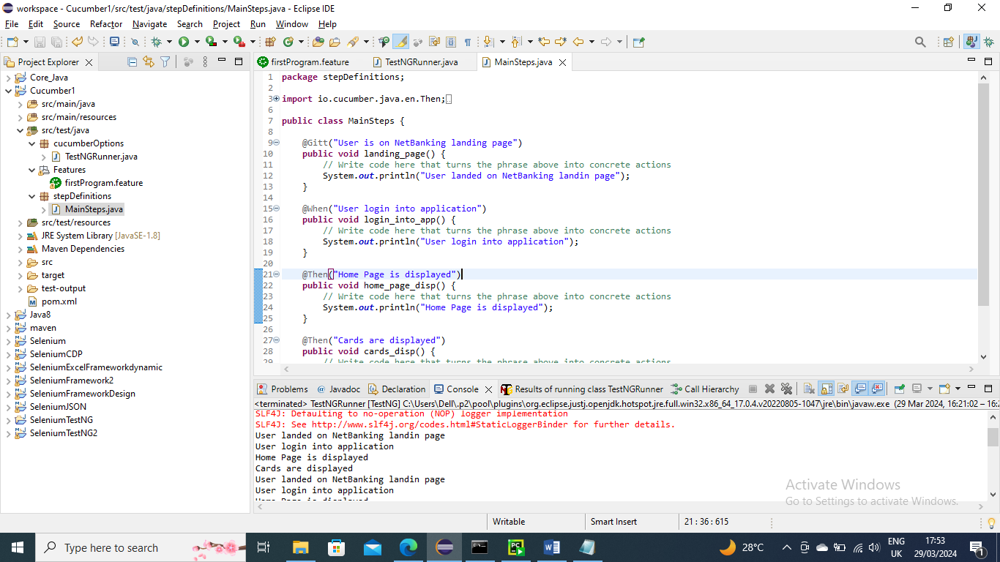 workspace - Cucumber1/src/test/java/stepDefinitions/MainSteps.java - Eclipse IDE
File Edit Source Refactor Navigate Search Project Run Window Help
Project Explorer
Core_Java
Cucumber1
src/main/java
src/main/resources
src/test/java
cucumberOptions
TestNGRunner.java
Features
firstProgram.feature
stepDefinitions
MainSteps.java
src/test/resources
JRE System Library [JavaSE-1.8]
Maven Dependencies
src
target
test-output
pom.xml
Java8
maven
Selenium
SeleniumCDP
SeleniumExcelFrameworkdynamic
SeleniumFramework2
SeleniumFrameworkDesign
SeleniumJSON
SeleniumTestNG
SeleniumTestNG2
firstProgram.feature TestNGRunner.java MainSteps.java
1 package stepDefinitions;
2
3 import io.cucumber.java.en.Then;
6
7 public class MainSteps {
8
9 @Gitt("User is on NetBanking landing page")
10 public void landing_page() {
11 // Write code here that turns the phrase above into concrete actions
12 System.out.println("User landed on NetBanking landin page");
13 }
14
15 @When("User login into application")
16 public void login_into_app() {
17 // Write code here that turns the phrase above into concrete actions
18 System.out.println("User login into application");
19 }
20
21 @Then("Home Page is displayed")
22 public void home_page_disp() {
23 // Write code here that turns the phrase above into concrete actions
24 System.out.println("Home Page is displayed");
25 }
26
27 @Then("Cards are displayed")
28 public void cards_disp() {
29 // Write code here that turns the phrase above into concrete actions
Problems Javadoc Declaration Console Results of running class TestNGRunner Call Hierarchy
<terminated> TestNGRunner [TestNG] C:\Users\Dell\.p2\pool\plugins\org.eclipse.justj.openjdk.hotspot.jre.full.win32.x86_64_17.0.4.v20220805-1047\jre\bin\javaw.exe (29 Mar 2024, 16:21:02 – 16:
SLF4J: Defaulting to no-operation (NOP) logger implementation
SLF4J: See http://www.slf4j.org/codes.html#StaticLoggerBinder for further details.
User landed on NetBanking landin page
User login into application
Home Page is displayed
Cards are displayed
User landed on NetBanking landin page
User login into application
Home Page is displayed
Activate Windows
Go to Settings to activate Windows.
Writable Smart Insert 21 : 36 : 615
Type here to search
28°C
ENG
UK
17:53
29/03/2024
1